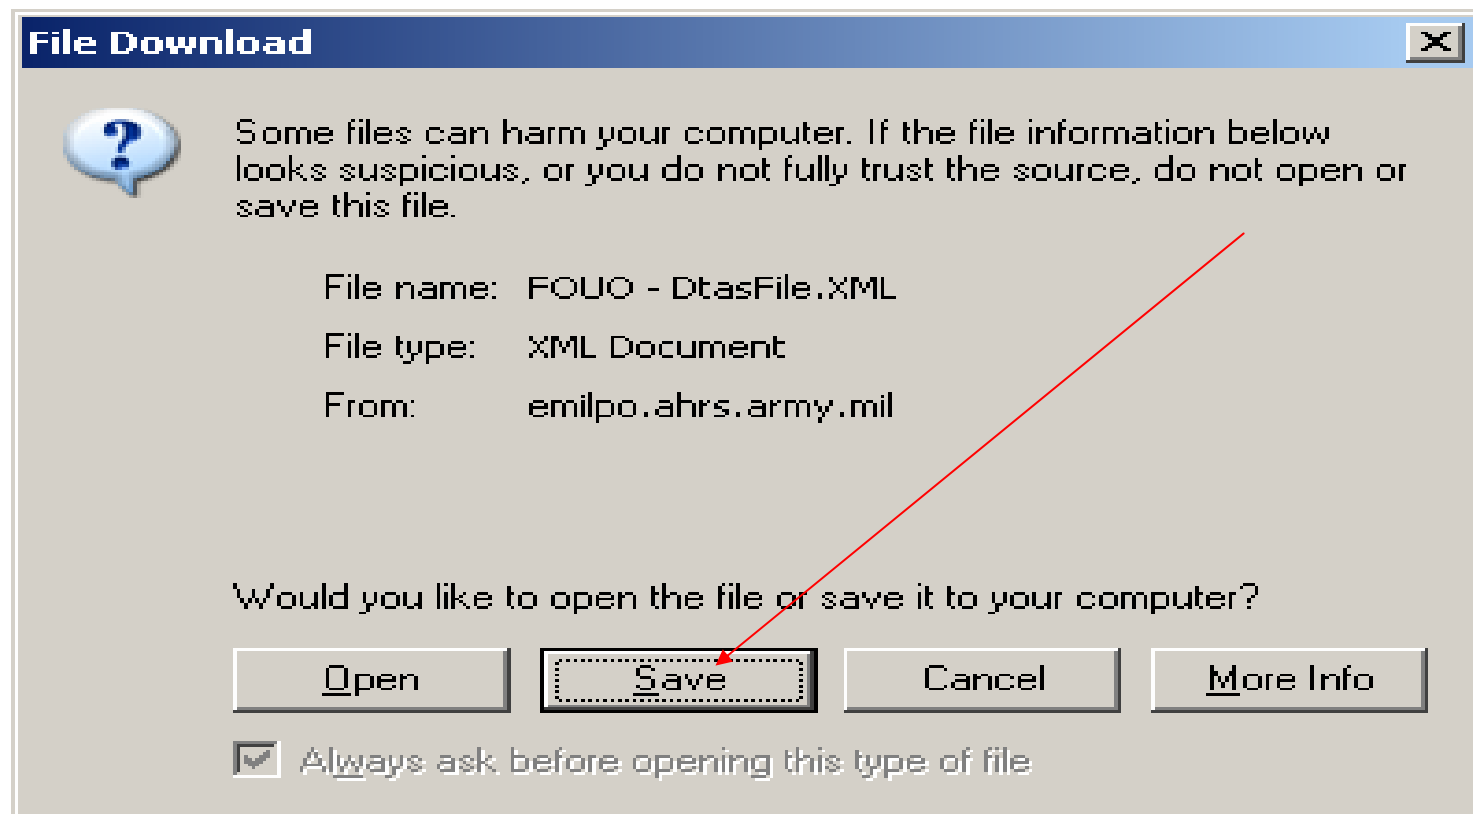 File Download
Some files can harm your computer. If the file information below
looks suspicious, or you do not fully trust the source, do not open or
save this file.
File name: FOUO - DtasFile.XML
File type: XML Document
From: emilpo.ahrs.army.mil
Would you like to open the file or save it to your computer?
Open Save Cancel More Info
Always ask before opening this type of file